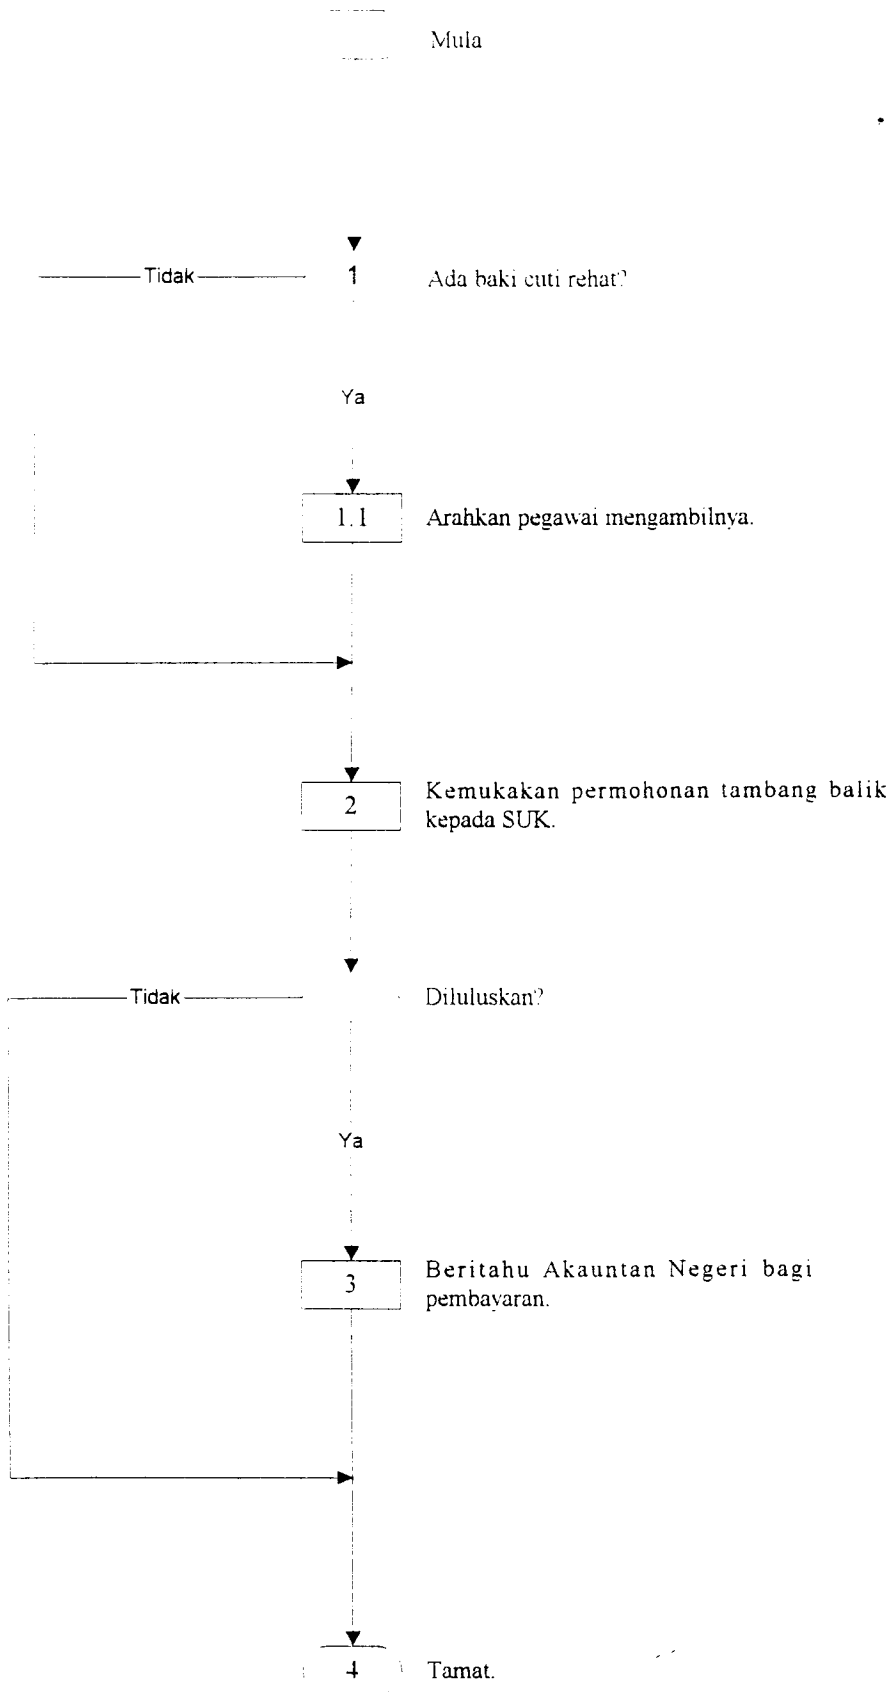 Mula
Tidak 1 Ada baki cuti rehat?
Ya
1.1 Arahkan pegawai mengambilnya.
2 Kemukakan permohonan tambang balik
kepada SUK.
Tidak Diluluskan?
Ya
3 Beritahu Akauntan Negeri bagi
pembayaran.
4 Tamat.